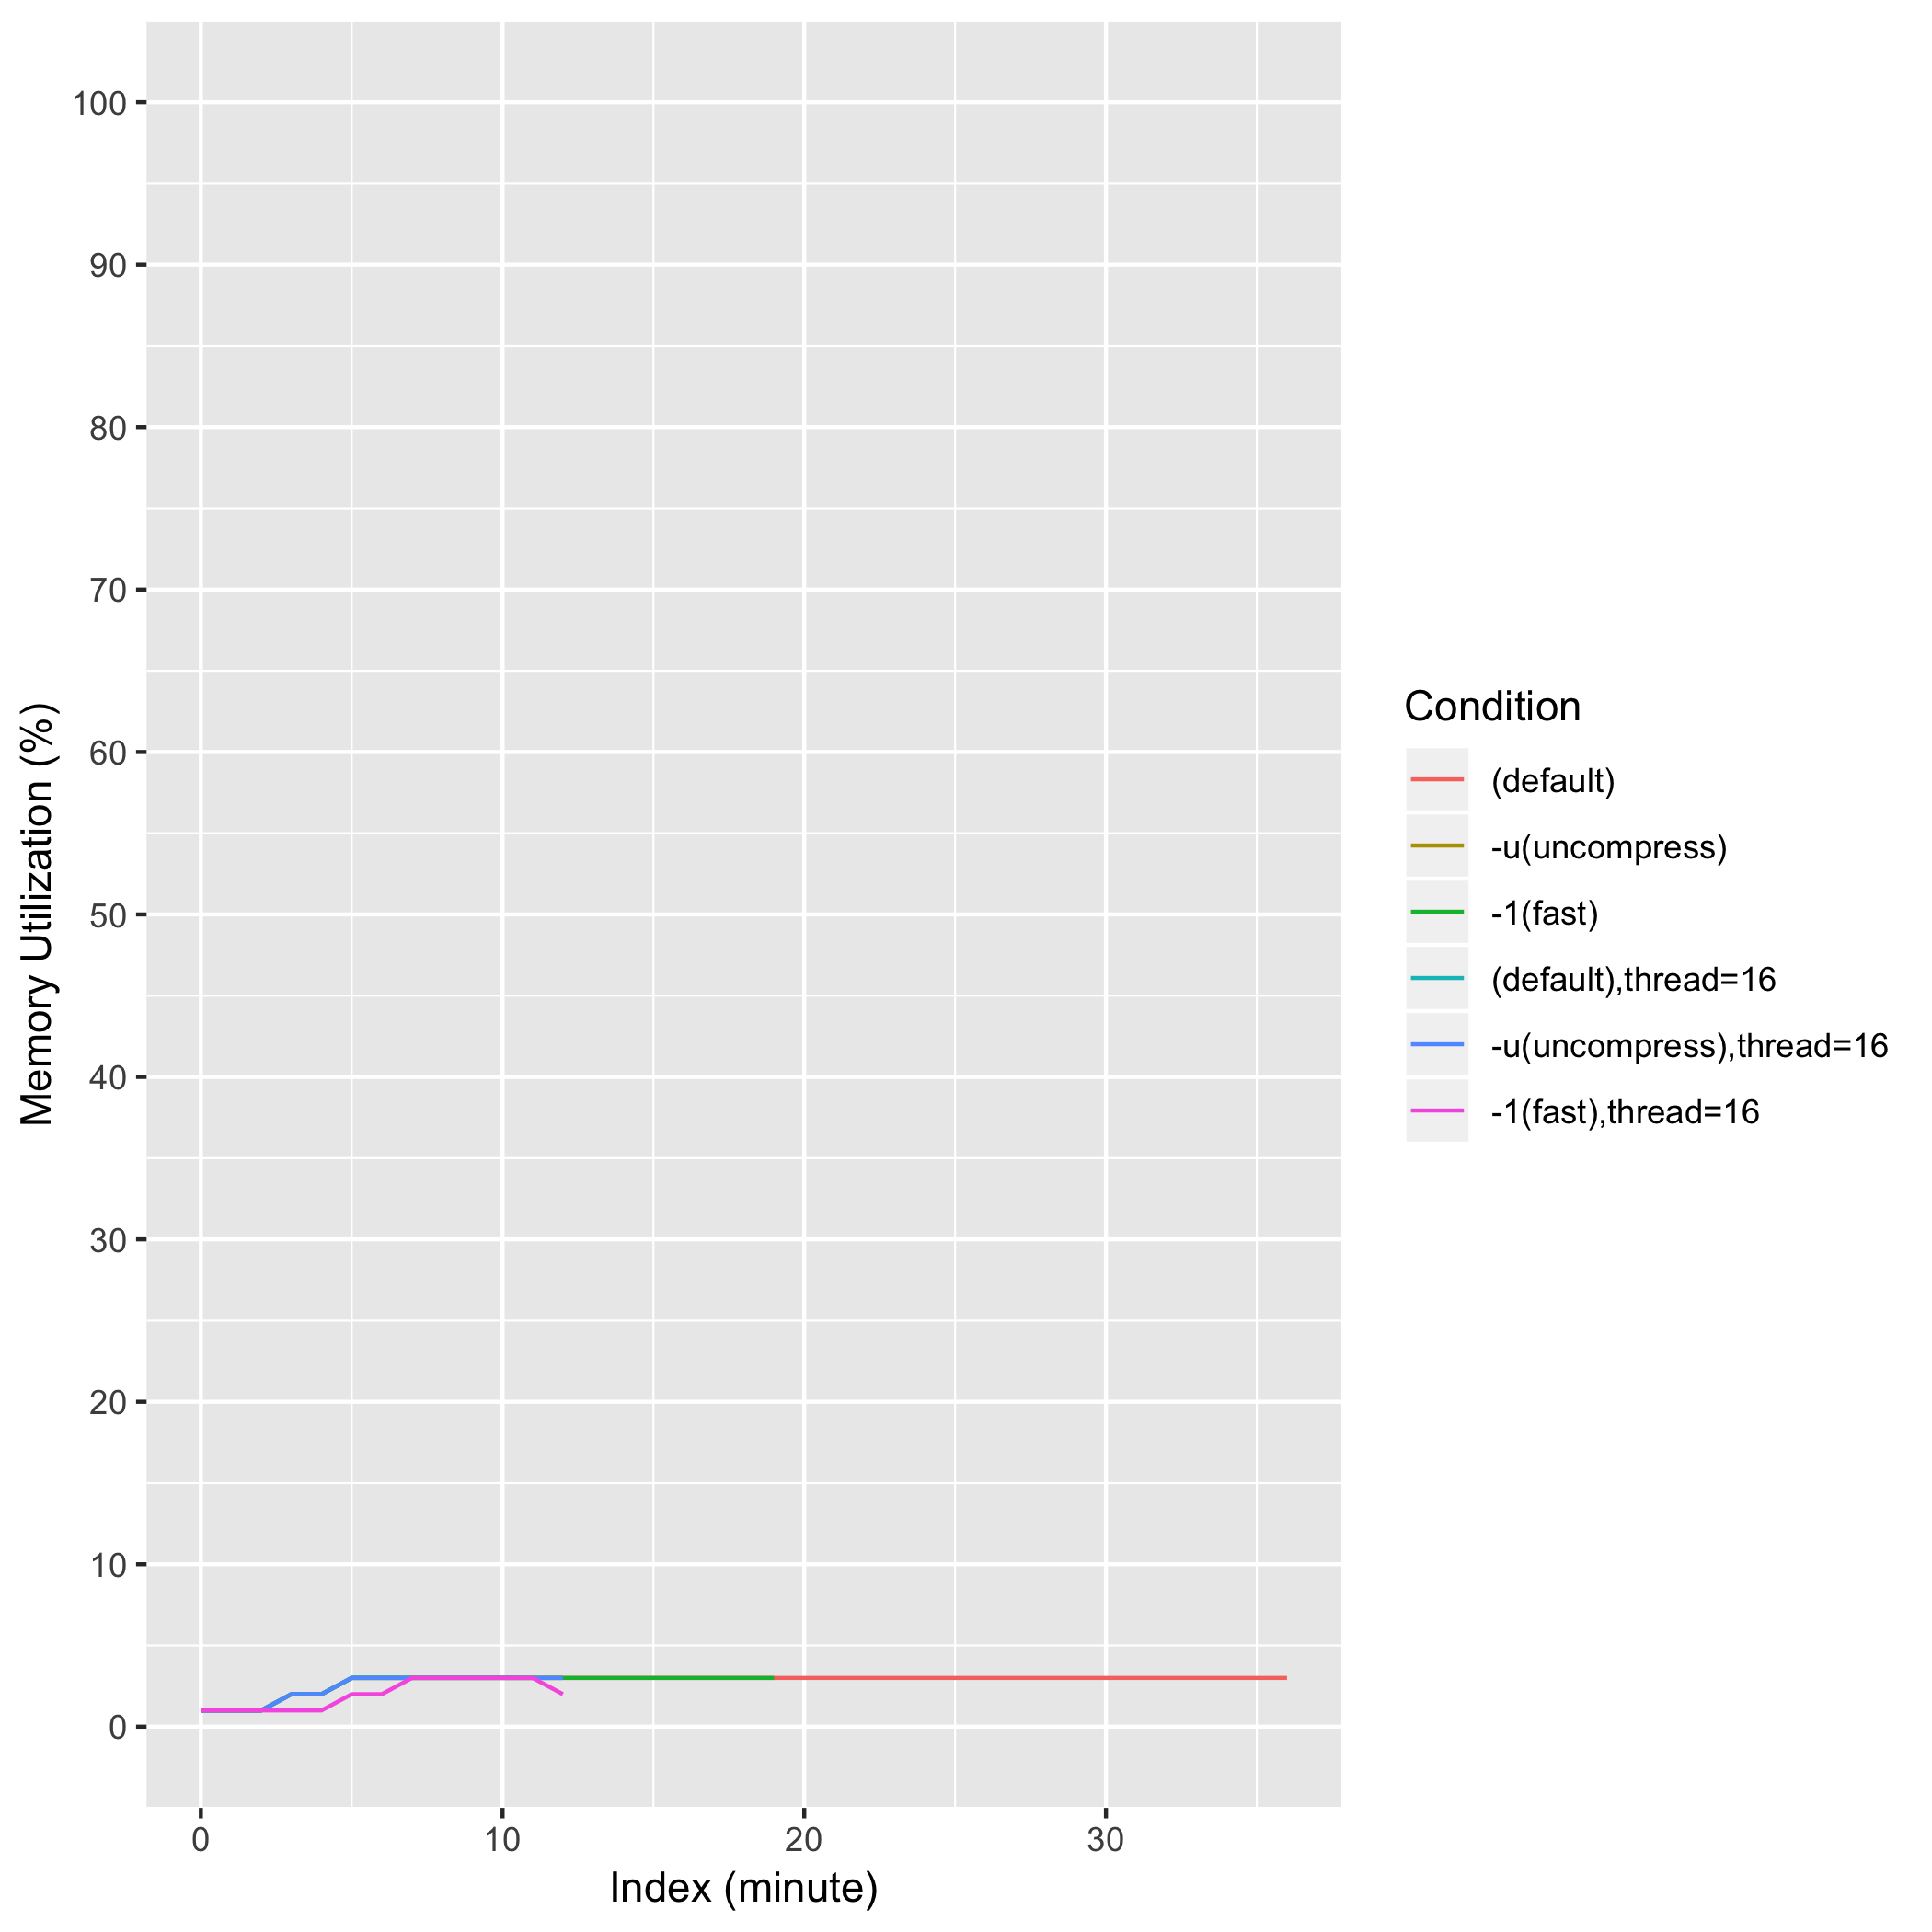 Memory Utilization (%)
100
90
80
70
60
50
40
30
20
10
0
0 10 20 30
Index (minute)
Condition
(default)
-u(uncompress)
-1(fast)
(default),thread=16
-u(uncompress),thread=16
-1(fast),thread=16